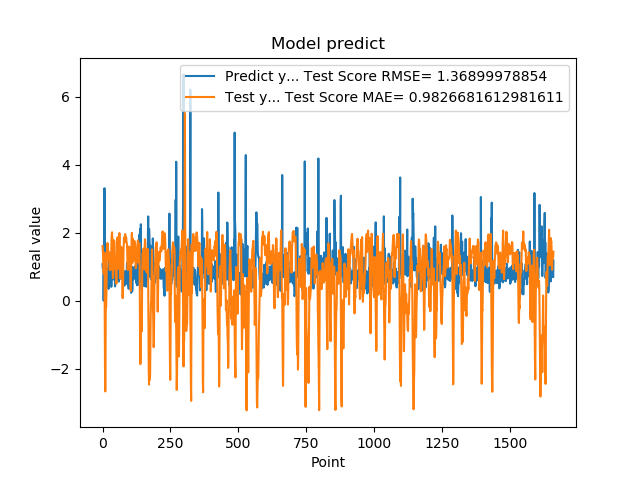 Model predict
Predict y... Test Score RMSE= 1.36899978854
Test y... Test Score MAE= 0.9826681612981611
Real value
6
4
2
0
−2
0 250 500 750 1000 1250 1500
Point